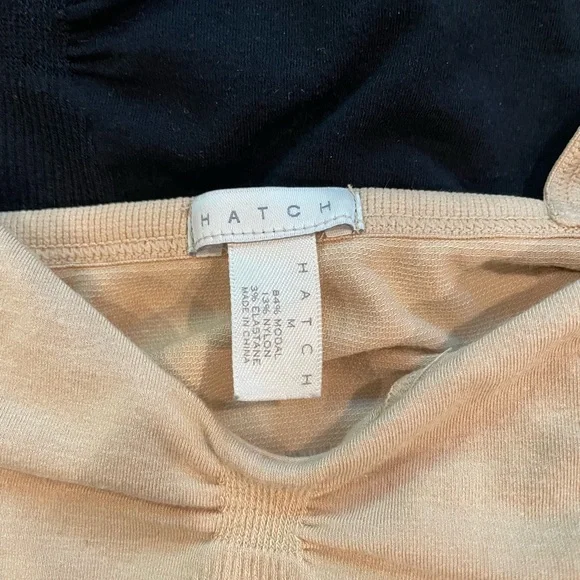 HATCH
HATCH
M
84% MODAL
13% NYLON
3% ELASTANE
MADE IN CHINA